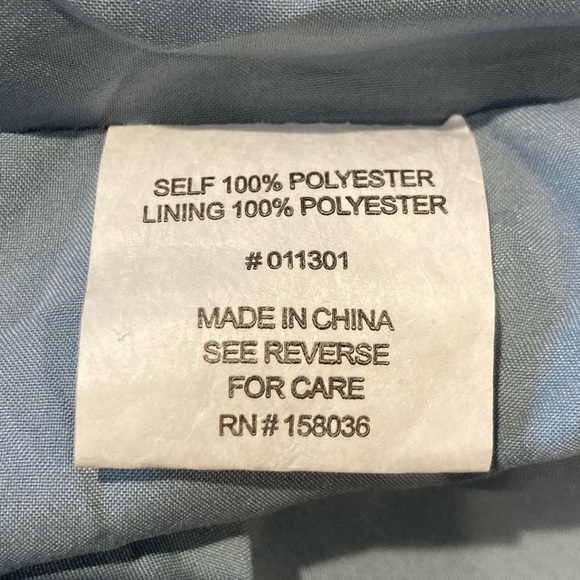 SELF 100% POLYESTER
LINING 100% POLYESTER
# 011301
MADE IN CHINA
SEE REVERSE
FOR CARE
RN# 158036